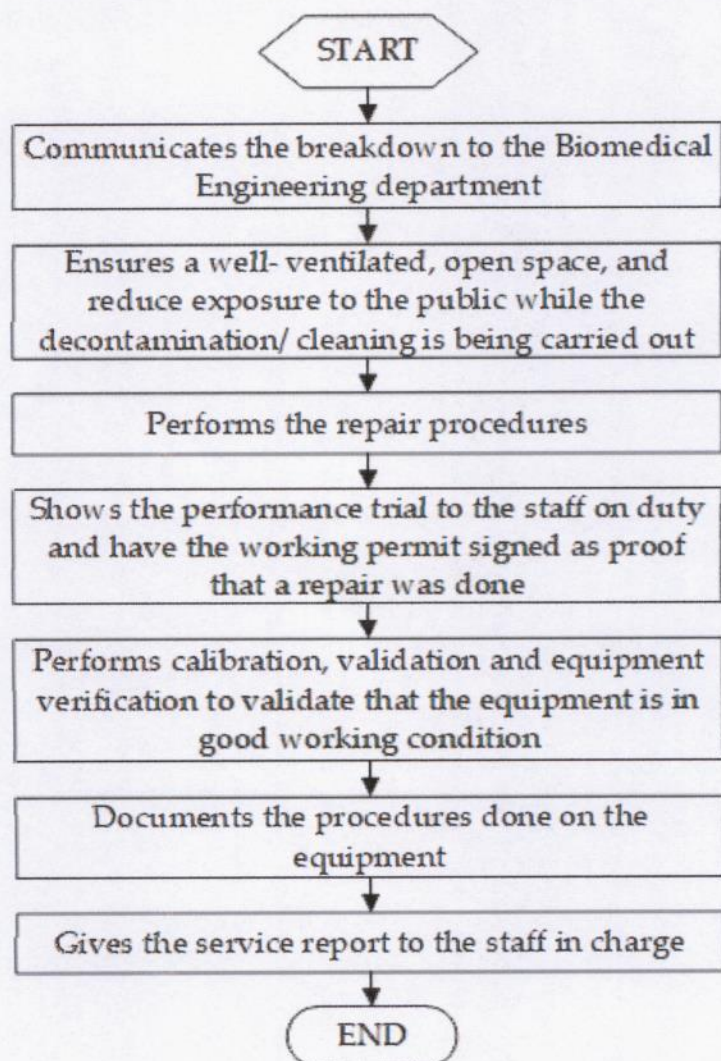 START
Communicates the breakdown to the Biomedical
Engineering department
Ensures a well- ventilated, open space, and
reduce exposure to the public while the
decontamination/ cleaning is being carried out
Performs the repair procedures
Shows the performance trial to the staff on duty
and have the working permit signed as proof
that a repair was done
Performs calibration, validation and equipment
verification to validate that the equipment is in
good working condition
Documents the procedures done on the
equipment
Gives the service report to the staff in charge
END